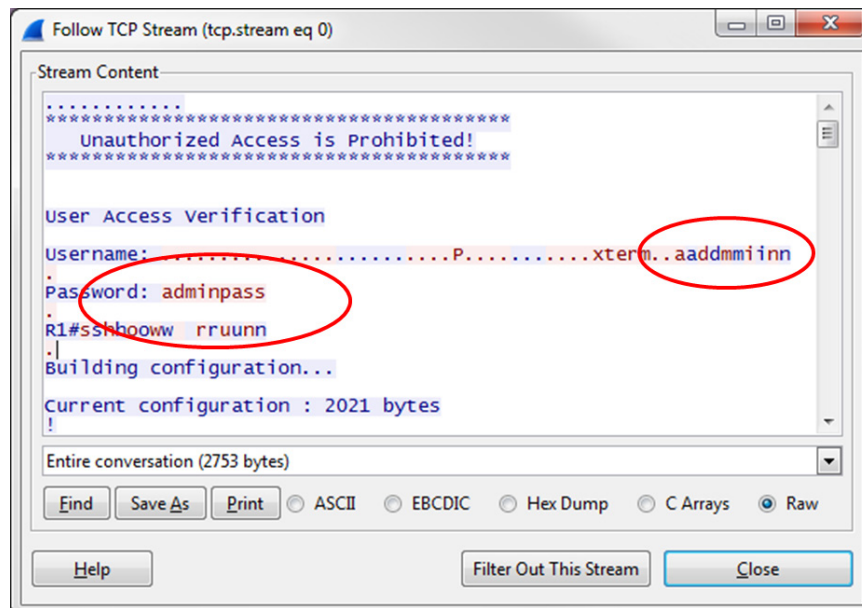 Follow TCP Stream (tcp.stream eq 0)
Stream Content
............
*****************************************
Unauthorized Access is Prohibited!
*****************************************
User Access Verification
Username: ..........................P...........xterm..aaddmmiinn
.
Password: adminpass
.
R1#sshhooww  rruunn
.
Building configuration...
Current configuration : 2021 bytes
!
Entire conversation (2753 bytes)
Find Save As Print ASCII EBCDIC Hex Dump C Arrays Raw
Help Filter Out This Stream Close